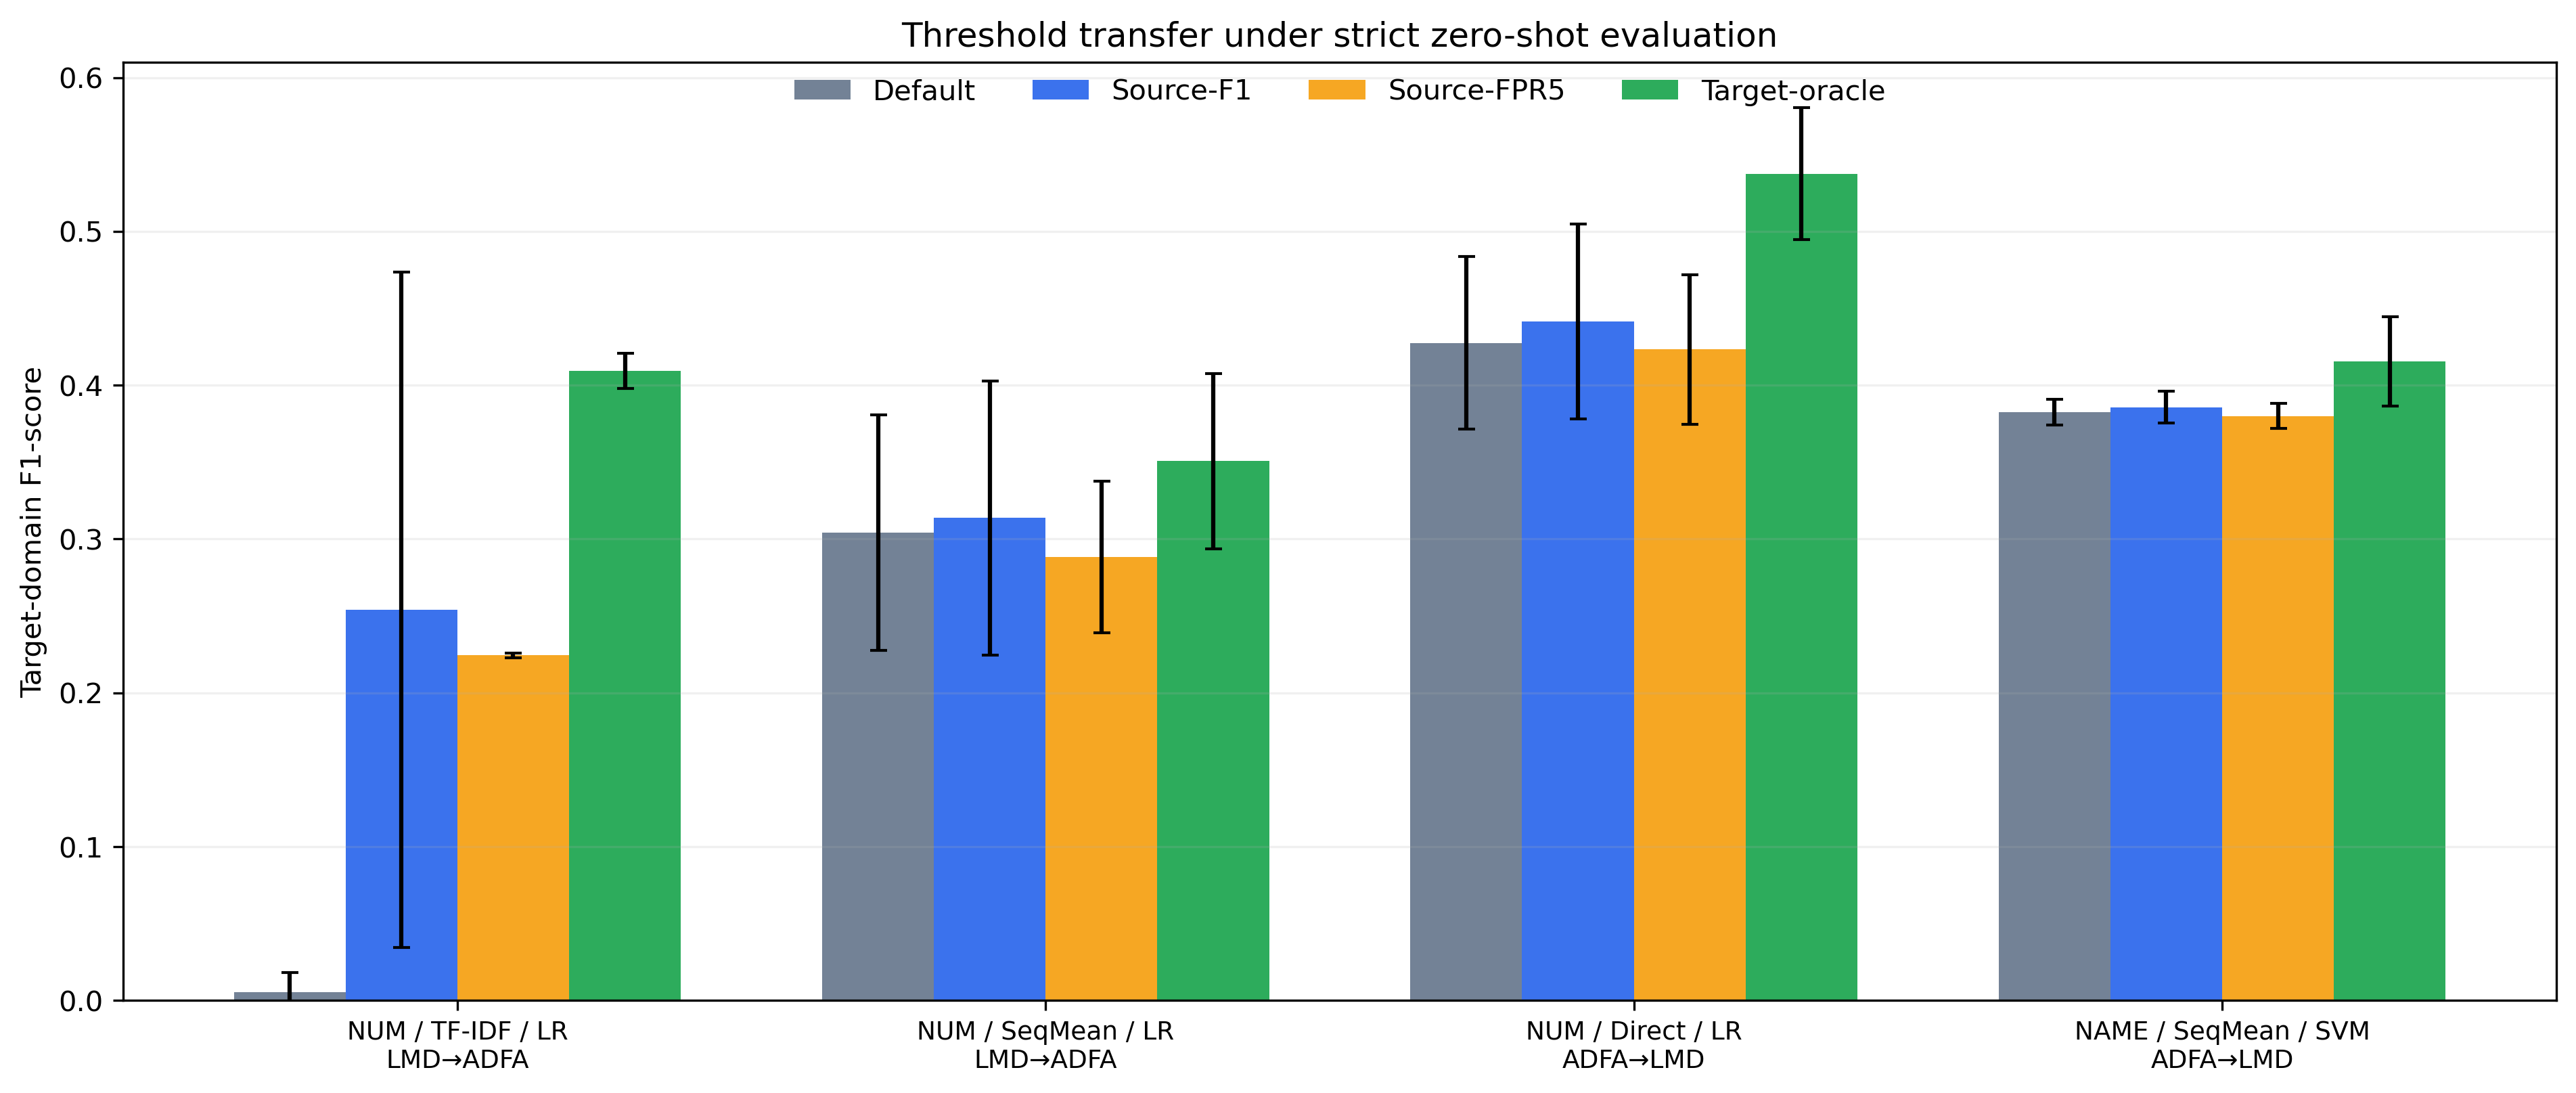 Threshold transfer under strict zero-shot evaluation
Default Source-F1 Source-FPR5 Target-oracle
Target-domain F1-score
0.6
0.5
0.4
0.3
0.2
0.1
0.0
NUM / TF-IDF / LR
LMD→ADFA
NUM / SeqMean / LR
LMD→ADFA
NUM / Direct / LR
ADFA→LMD
NAME / SeqMean / SVM
ADFA→LMD